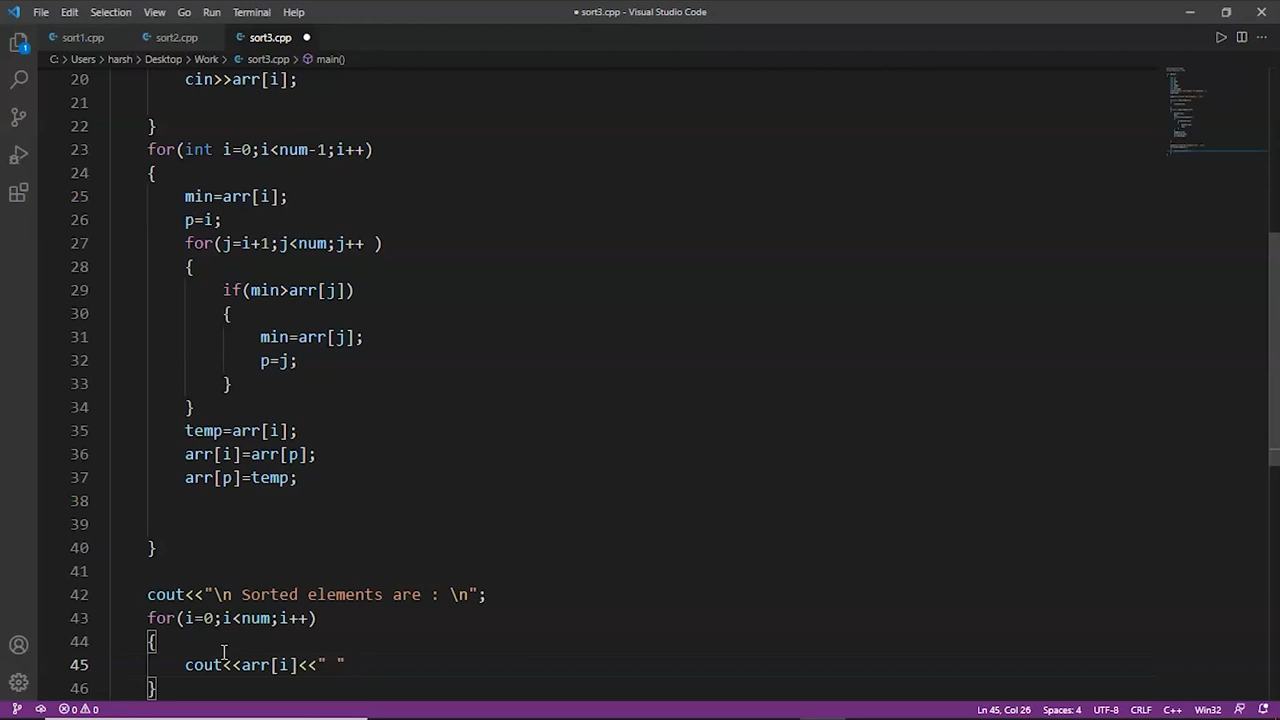 File Edit Selection View Go Run Terminal Help
● sort3.cpp - Visual Studio Code
sort1.cpp sort2.cpp sort3.cpp ●
C: > Users > harsh > Desktop > Work > sort3.cpp > main()
1
20 cin>>arr[i];
21
22 }
23 for(int i=0;i<num-1;i++)
24 {
25 min=arr[i];
26 p=i;
27 for(j=i+1;j<num;j++ )
28 {
29 if(min>arr[j])
30 {
31 min=arr[j];
32 p=j;
33 }
34 }
35 temp=arr[i];
36 arr[i]=arr[p];
37 arr[p]=temp;
38
39
40 }
41
42 cout<<"\n Sorted elements are : \n";
43 for(i=0;i<num;i++)
44 {
45 cout<<arr[i]<<" "
46 }
0 0 Ln 45, Col 26 Spaces: 4 UTF-8 CRLF C++ Win32